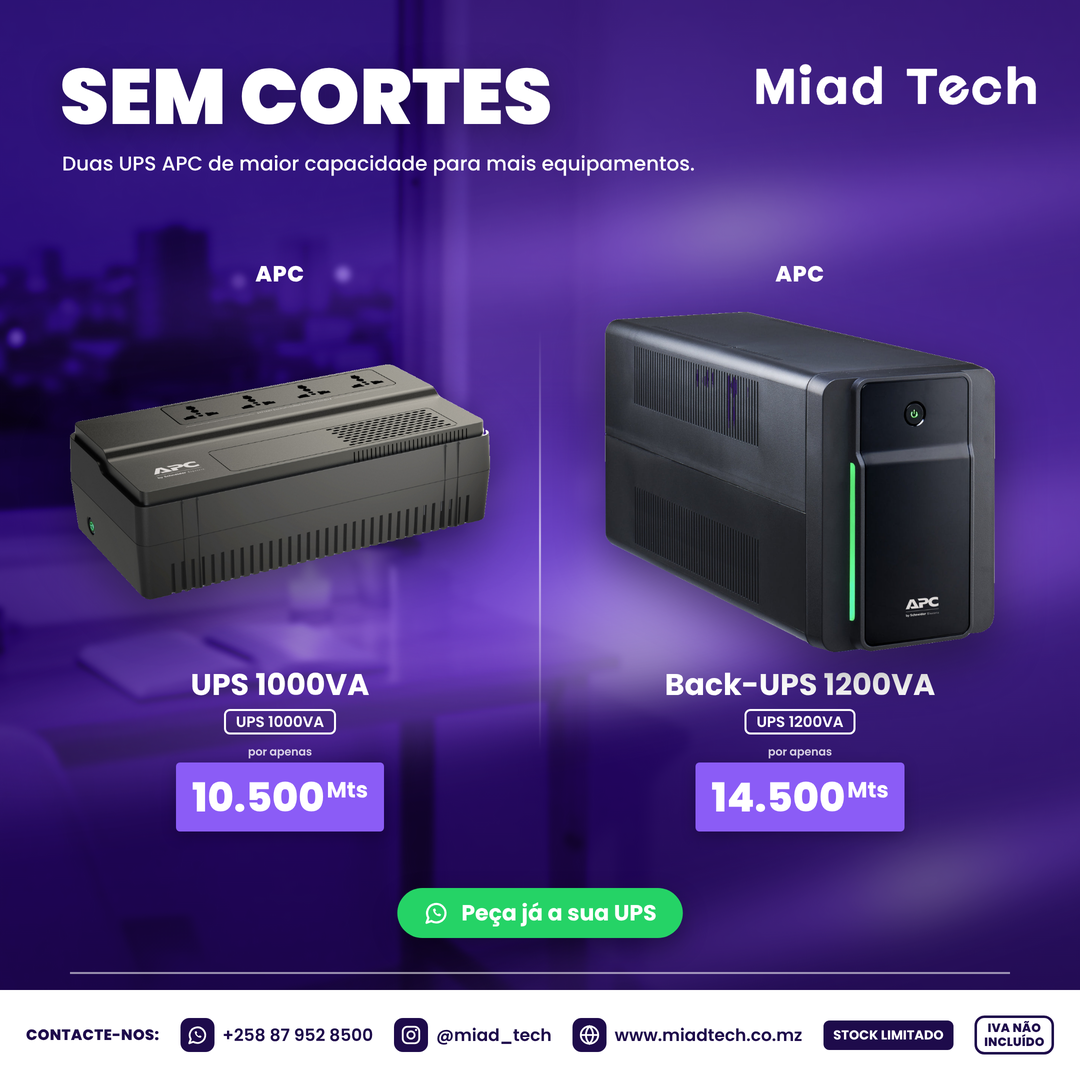 SEM CORTES
Miad Tech
Duas UPS APC de maior capacidade para mais equipamentos.
APC
APC
APC
APC
UPS 1000VA
UPS 1000VA
por apenas
10.500Mts
Back-UPS 1200VA
UPS 1200VA
por apenas
14.500Mts
Peça já a sua UPS
CONTACTE-NOS:
+258 87 952 8500
@miad_tech
www.miadtech.co.mz
STOCK LIMITADO
IVA NÃO
INCLUÍDO